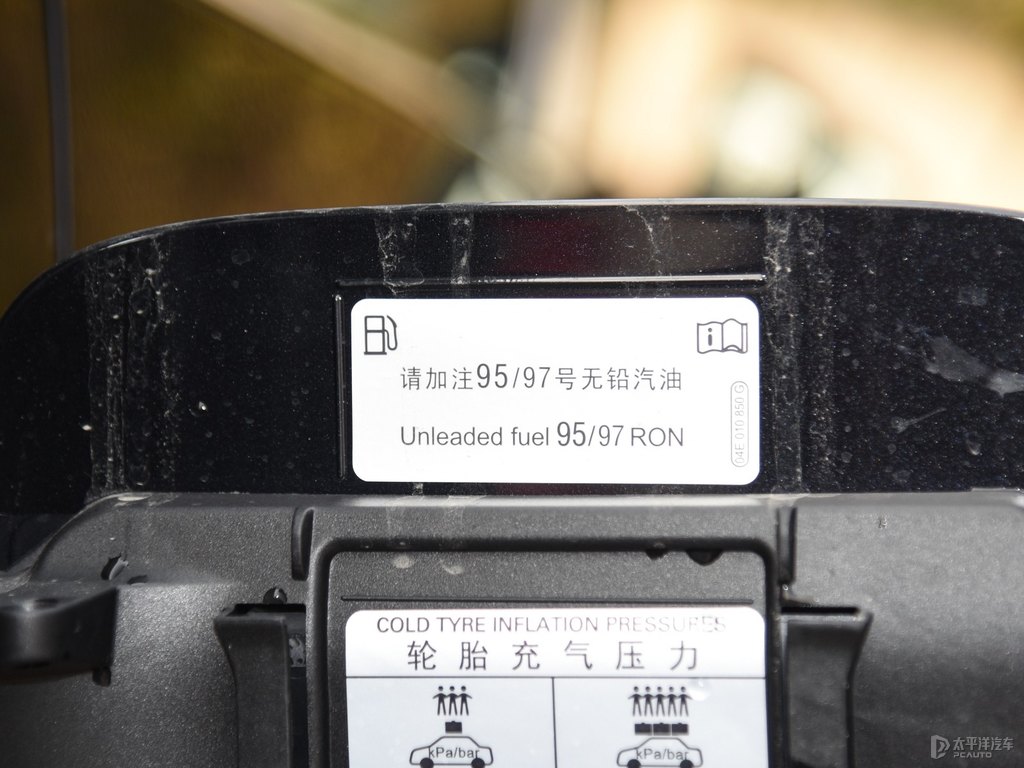 请加注95/97号无铅汽油
Unleaded fuel 95/97 RON
04E 010 850 G
COLD TYRE INFLATION PRESSURES
轮胎充气压力
kPa/bar
kPa/bar
太平洋汽车
PCAUTO